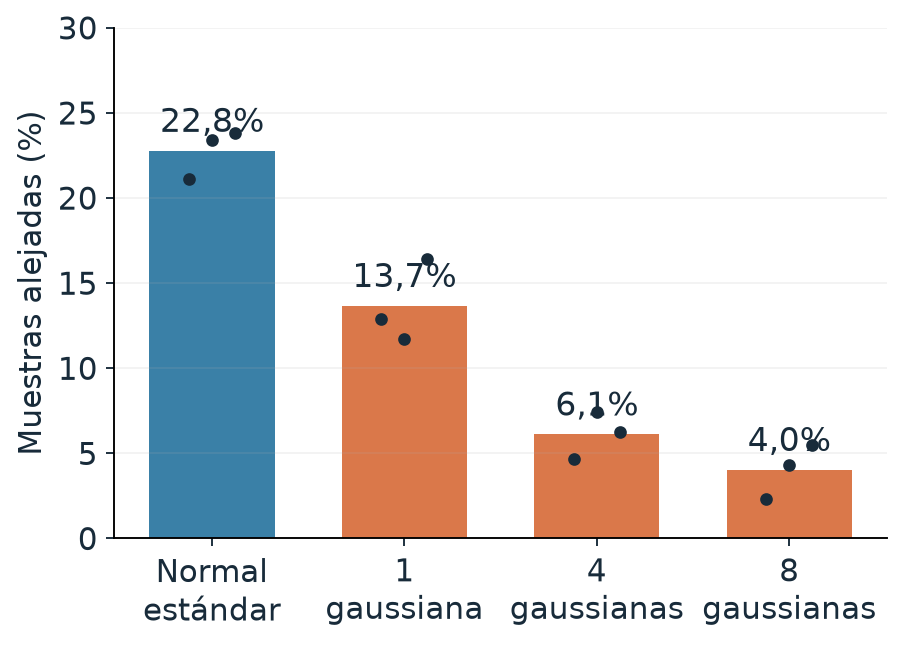 Muestras alejadas (%)
30
25
20
15
10
5
0
22,8%
13,7%
6,1%
4,0%
Normal
estándar
1
gaussiana
4
gaussianas
8
gaussianas